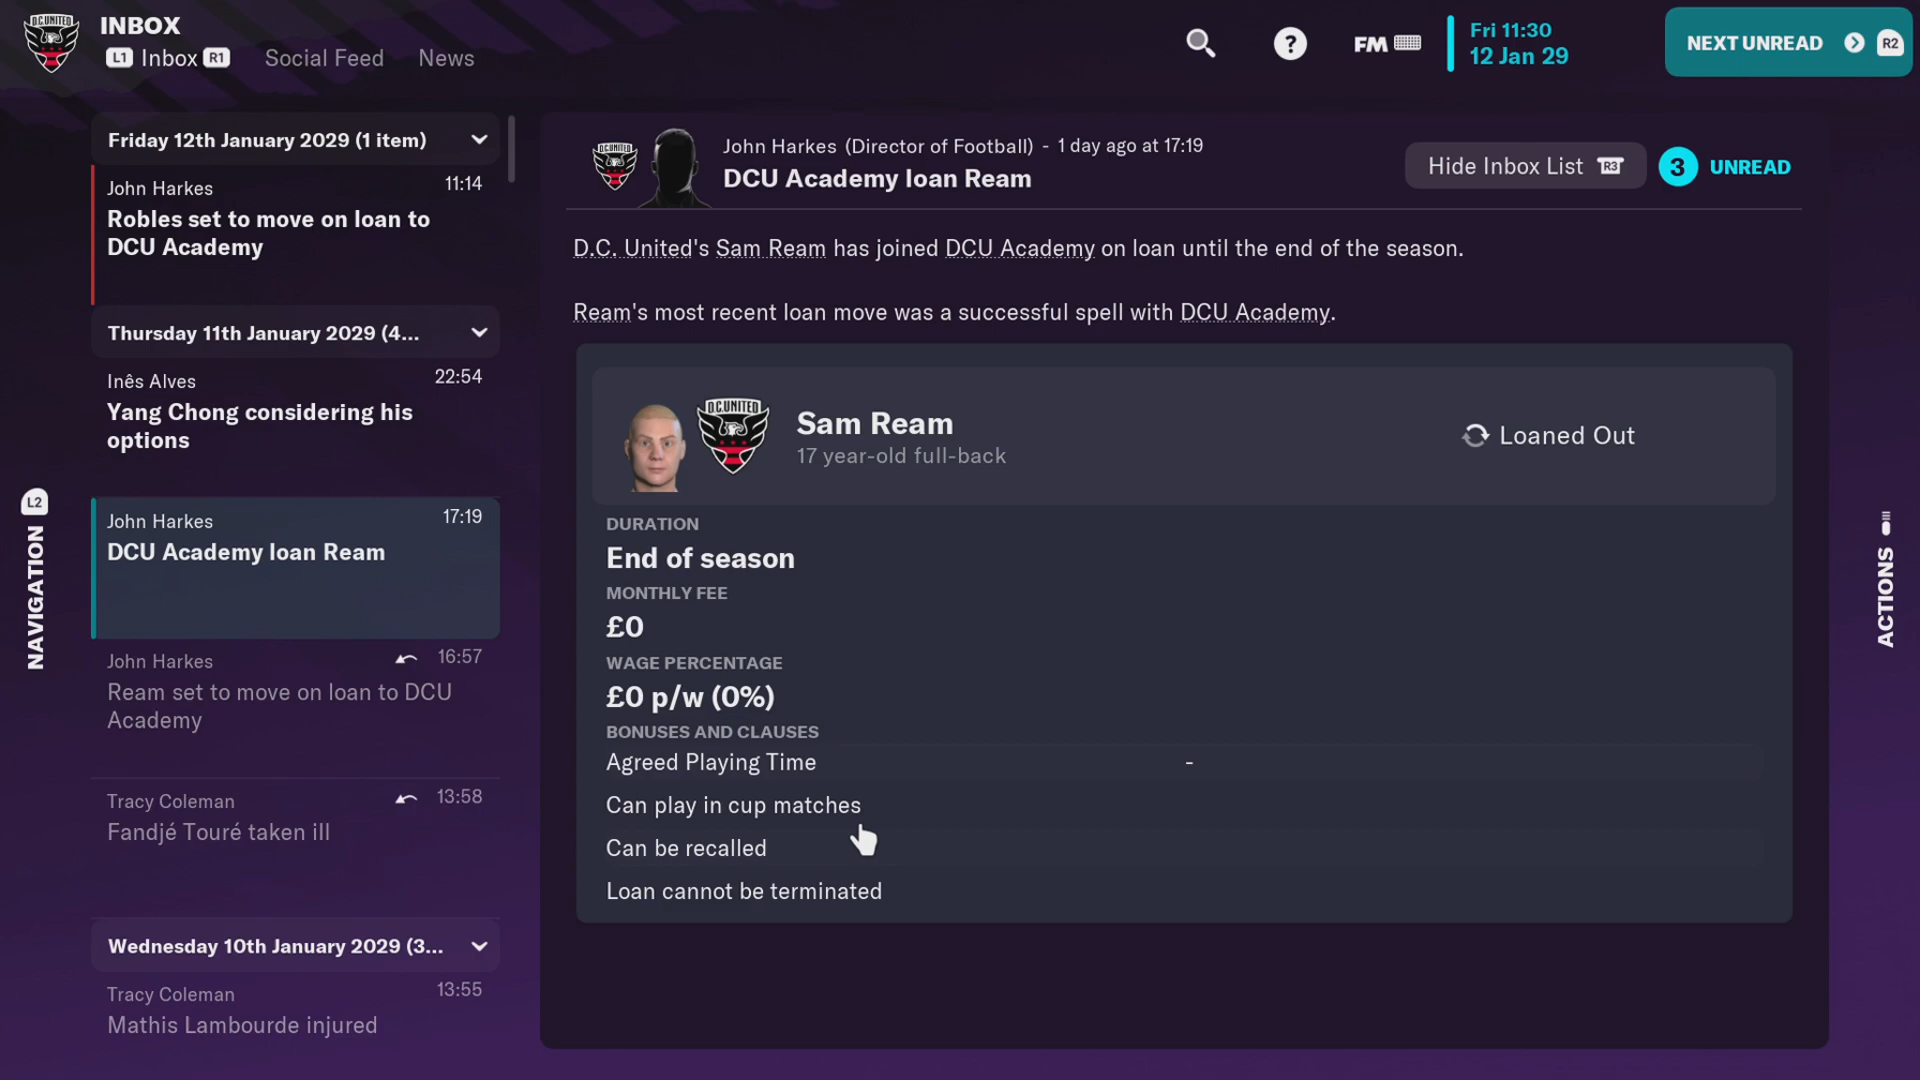 INBOX
L1 Inbox R1 Social Feed News
FM
Fri 11:30
12 Jan 29
NEXT UNREAD R2
NAVIGATION L2
Friday 12th January 2029 (1 item)
John Harkes 11:14
Robles set to move on loan to
DCU Academy
Thursday 11th January 2029 (4...
Inês Alves 22:54
Yang Chong considering his
options
John Harkes 17:19
DCU Academy loan Ream
John Harkes 16:57
Ream set to move on loan to DCU
Academy
Tracy Coleman 13:58
Fandjé Touré taken ill
Wednesday 10th January 2029 (3...
Tracy Coleman 13:55
Mathis Lambourde injured
D.C.UNITED
John Harkes (Director of Football) - 1 day ago at 17:19
DCU Academy loan Ream
Hide Inbox List R3
3 UNREAD
D.C. United's Sam Ream has joined DCU Academy on loan until the end of the season.
Ream's most recent loan move was a successful spell with DCU Academy.
D.C.UNITED
Sam Ream
17 year-old full-back
Loaned Out
DURATION
End of season
MONTHLY FEE
£0
WAGE PERCENTAGE
£0 p/w (0%)
BONUSES AND CLAUSES
Agreed Playing Time -
Can play in cup matches
Can be recalled
Loan cannot be terminated
ACTIONS
D.C.UNITED